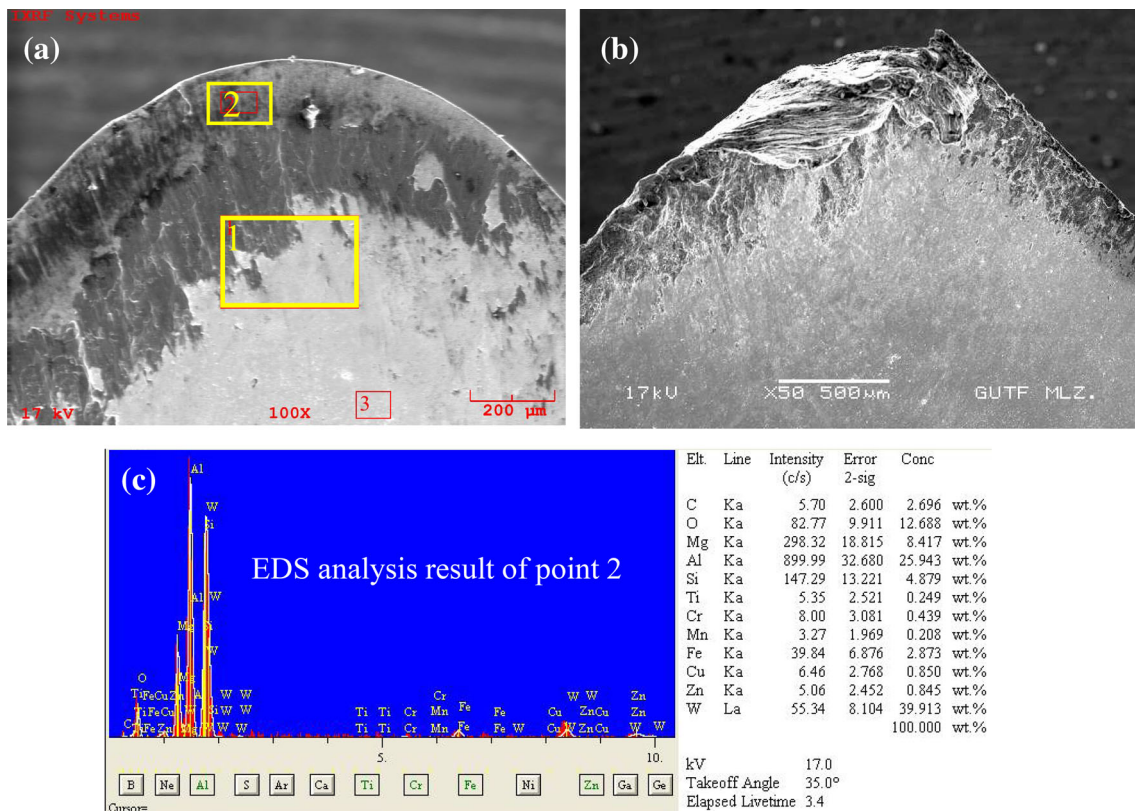 IXRF Systems
(a)
2
1
3
17 kV 100X 200 µm
(b)
17kV X50 500µm GUTF MLZ.
(c)
EDS analysis result of point 2
5. 10.
B Ne Al S Ar Ca Ti Cr Fe Ni Zn Ga Ge
Cursor=
Elt. Line Intensity Error Conc
(c/s) 2-sig
C Ka 5.70 2.600 2.696 wt.%
O Ka 82.77 9.911 12.688 wt.%
Mg Ka 298.32 18.815 8.417 wt.%
Al Ka 899.99 32.680 25.943 wt.%
Si Ka 147.29 13.221 4.879 wt.%
Ti Ka 5.35 2.521 0.249 wt.%
Cr Ka 8.00 3.081 0.439 wt.%
Mn Ka 3.27 1.969 0.208 wt.%
Fe Ka 39.84 6.876 2.873 wt.%
Cu Ka 6.46 2.768 0.850 wt.%
Zn Ka 5.06 2.452 0.845 wt.%
W La 55.34 8.104 39.913 wt.%
100.000 wt.%
kV 17.0
Takeoff Angle 35.0°
Elapsed Livetime 3.4